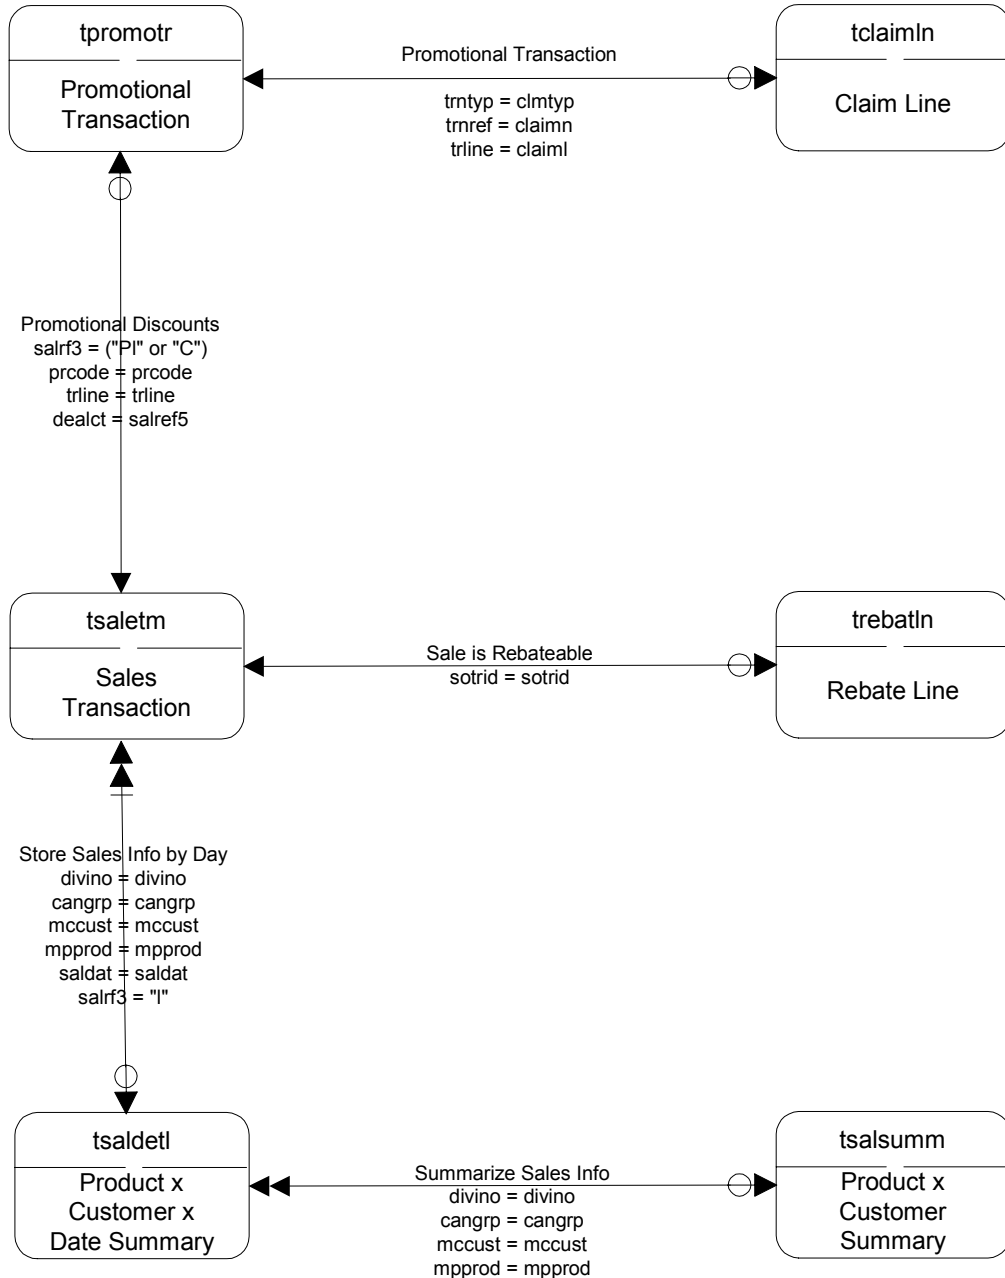 tpromotr
Promotional
Transaction
Promotional Transaction
trntyp = clmtyp
trnref = claimn
trline = claiml
tclaimln
Claim Line
Promotional Discounts
salrf3 = ("PI" or "C")
prcode = prcode
trline = trline
dealct = salref5
tsaletrn
Sales
Transaction
Sale is Rebateable
sotrid = sotrid
trebatln
Rebate Line
Store Sales Info by Day
divino = divino
cangrp = cangrp
mccust = mccust
mpprod = mpprod
saldat = saldat
salrf3 = "I"
tsaldetl
Product x
Customer x
Date Summary
Summarize Sales Info
divino = divino
cangrp = cangrp
mccust = mccust
mpprod = mpprod
tsalsumm
Product x
Customer
Summary